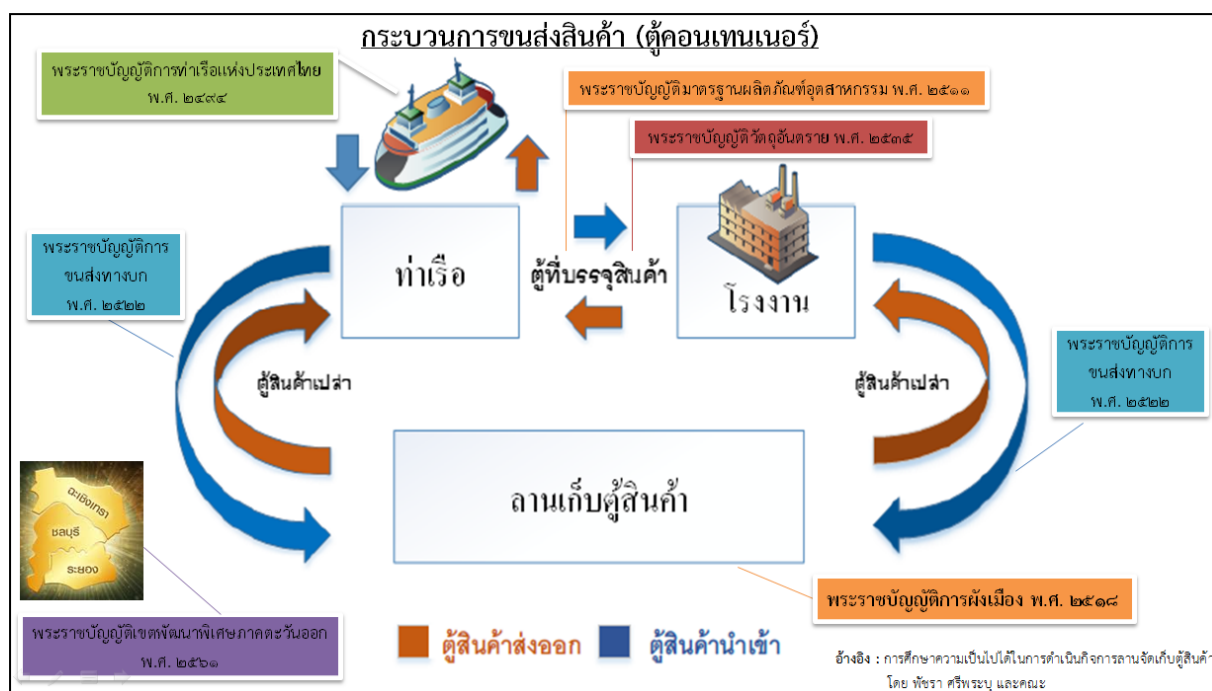 กระบวนการขนส่งสินค้า (ตู้คอนเทนเนอร์)
พระราชบัญญัติการท่าเรือแห่งประเทศไทย
พ.ศ. ๒๔๙๔
พระราชบัญญัติมาตรฐานผลิตภัณฑ์อุตสาหกรรม พ.ศ. ๒๕๑๑
พระราชบัญญัติวัตถุอันตราย พ.ศ. ๒๕๓๕
พระราชบัญญัติการ
ขนส่งทางบก
พ.ศ. ๒๕๒๒
ท่าเรือ
ตู้ที่บรรจุสินค้า
โรงงาน
ตู้สินค้าเปล่า
ตู้สินค้าเปล่า
พระราชบัญญัติการ
ขนส่งทางบก
พ.ศ. ๒๕๒๒
ลานเก็บตู้สินค้า
ฉะเชิงเทรา
ชลบุรี
ระยอง
พระราชบัญญัติการผังเมือง พ.ศ. ๒๕๑๘
พระราชบัญญัติเขตพัฒนาพิเศษภาคตะวันออก
พ.ศ. ๒๕๖๑
ตู้สินค้าส่งออก
ตู้สินค้านำเข้า
อ้างอิง : การศึกษาความเป็นไปได้ในการดำเนินกิจการลานจัดเก็บตู้สินค้า
โดย พัชรา ศรีพระบุ และคณะ